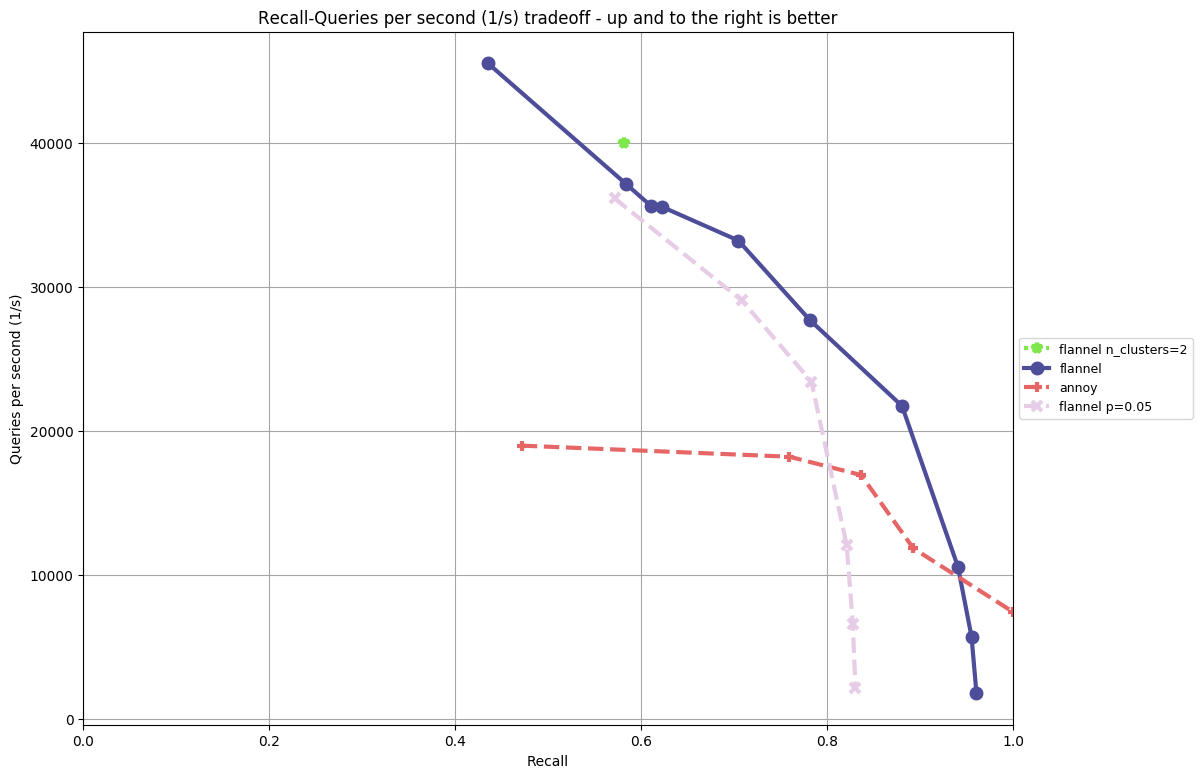 Recall-Queries per second (1/s) tradeoff - up and to the right is better
Queries per second (1/s)
40000
30000
20000
10000
0
0.0 0.2 0.4 0.6 0.8 1.0
Recall
flannel n_clusters=2
flannel
annoy
flannel p=0.05